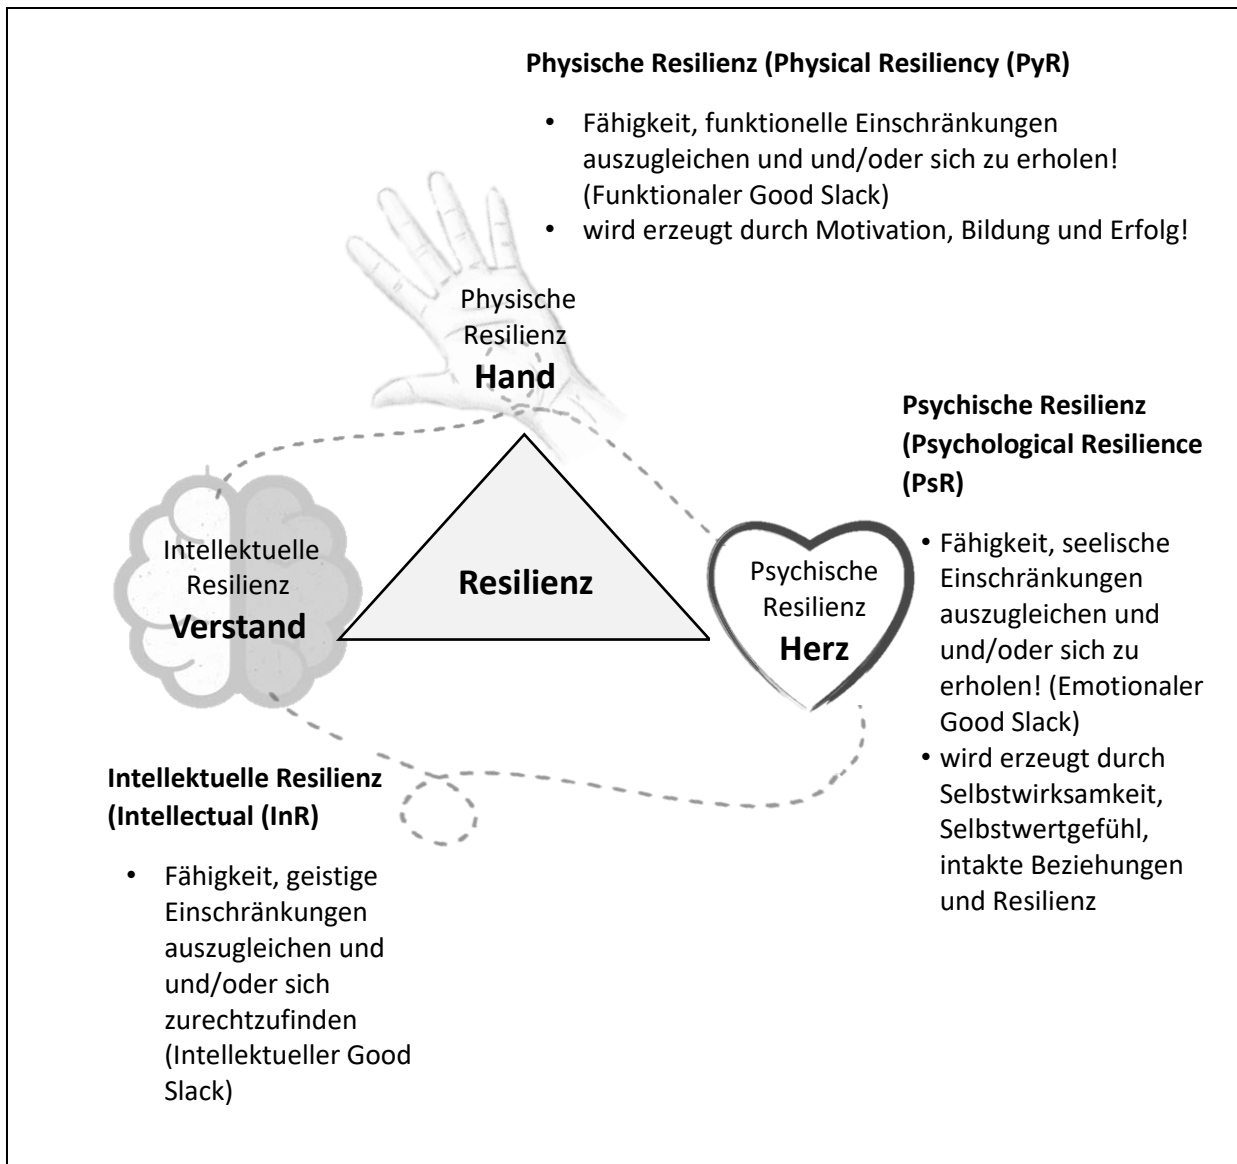 Physische Resilienz (Physical Resiliency (PyR)
• Fähigkeit, funktionelle Einschränkungen
auszugleichen und und/oder sich zu erholen!
(Funktionaler Good Slack)
• wird erzeugt durch Motivation, Bildung und Erfolg!
Physische
Resilienz
Hand
Psychische Resilienz
(Psychological Resilience
(PsR)
• Fähigkeit, seelische
Einschränkungen
auszugleichen und
und/oder sich zu
erholen! (Emotionaler
Good Slack)
• wird erzeugt durch
Selbstwirksamkeit,
Selbstwertgefühl,
intakte Beziehungen
und Resilienz
Intellektuelle
Resilienz
Verstand
Resilienz
Psychische
Resilienz
Herz
Intellektuelle Resilienz
(Intellectual (InR)
• Fähigkeit, geistige
Einschränkungen
auszugleichen und
und/oder sich
zurechtzufinden
(Intellektueller Good
Slack)